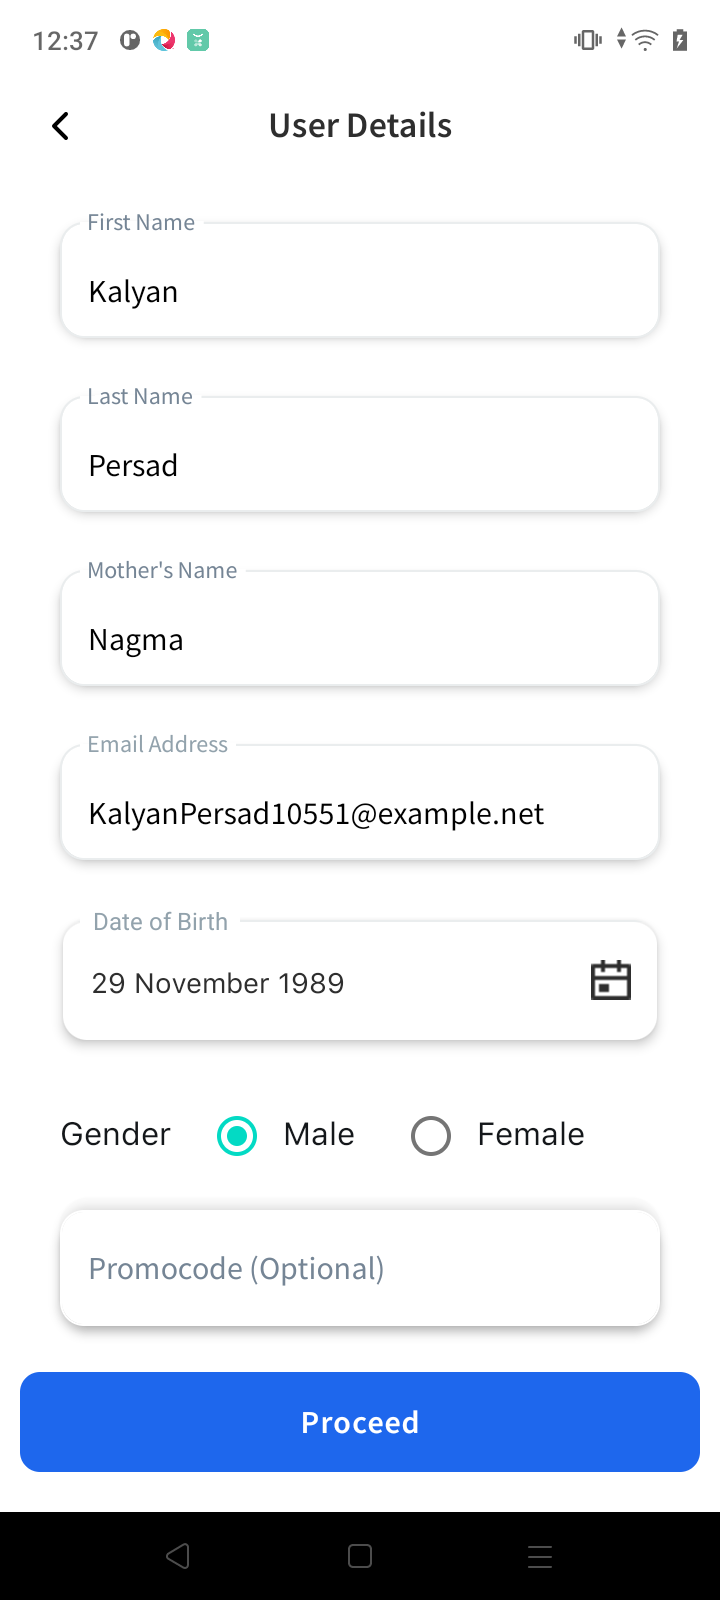 12:37
User Details
First Name
Kalyan
Last Name
Persad
Mother's Name
Nagma
Email Address
KalyanPersad10551@example.net
Date of Birth
29 November 1989
Gender Male Female
Promocode (Optional)
Proceed